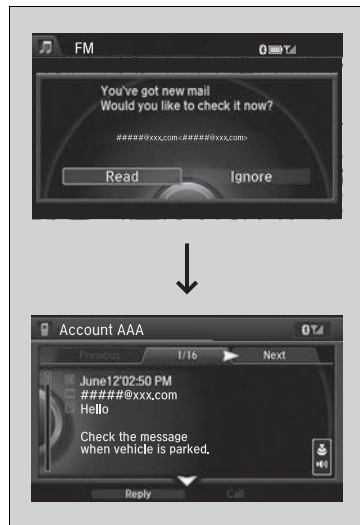 FM
You've got new mail
Would you like to check it now?
#####@xxx.com<#####@xxx.com>
Read Ignore
Account AAA
Previous 1/16 Next
June12'02:50 PM
#####@xxx.com
Hello
Check the message
when vehicle is parked.
Reply Call